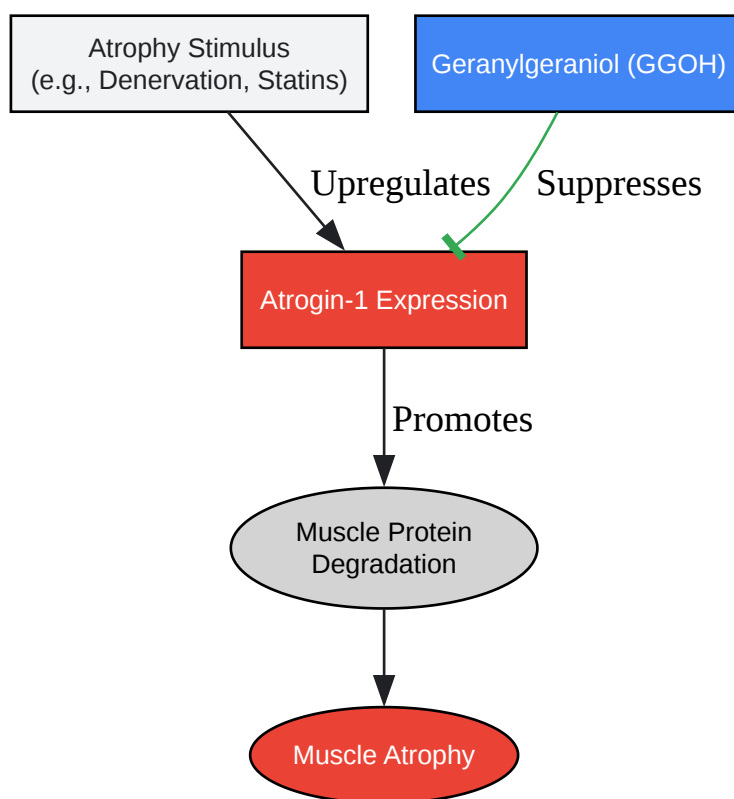 Atrophy Stimulus
(e.g., Denervation, Statins)
Geranylgeraniol (GGOH)
Upregulates
Suppresses
Atrogin-1 Expression
Promotes
Muscle Protein
Degradation
Muscle Atrophy